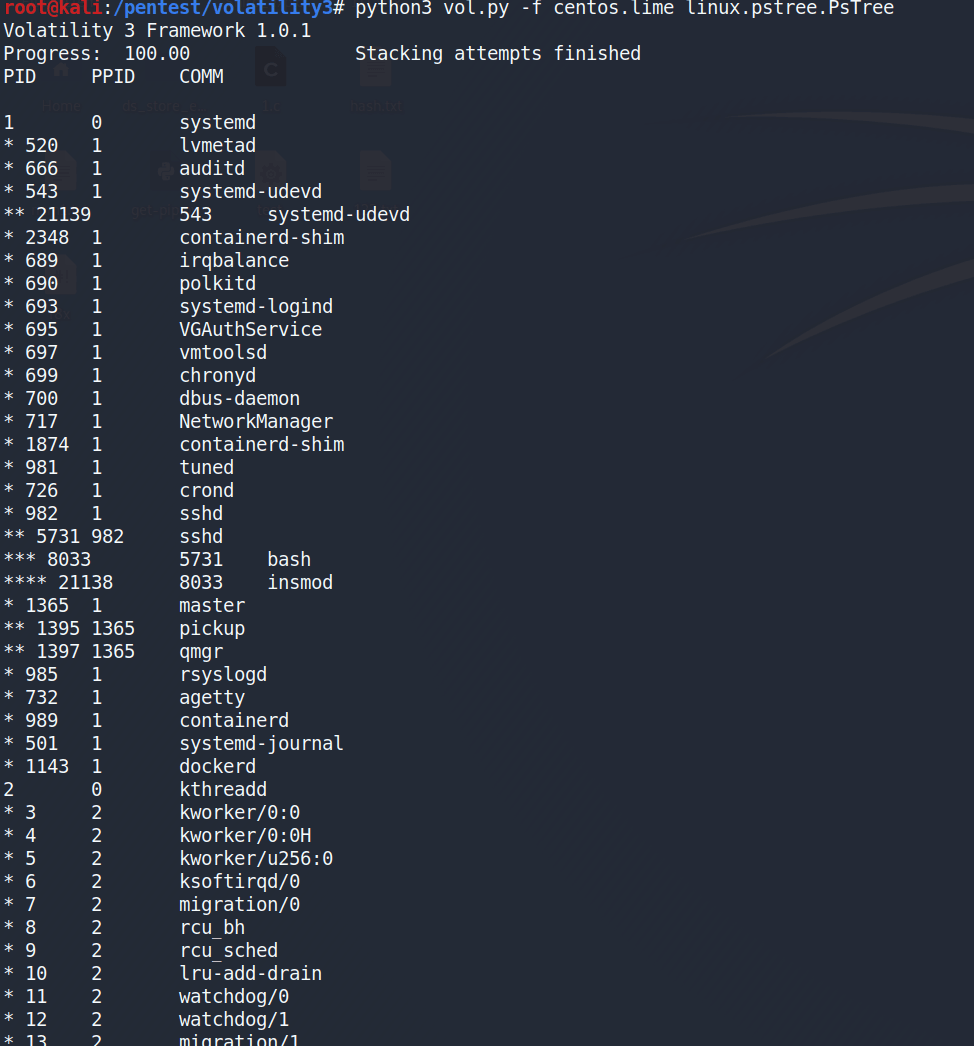 root@kali:/pentest/volatility3# python3 vol.py -f centos.lime linux.pstree.PsTree
Volatility 3 Framework 1.0.1
Progress:  100.00               Stacking attempts finished
PID     PPID    COMM

1       0       systemd
* 520   1       lvmetad
* 666   1       auditd
* 543   1       systemd-udevd
** 21139        543     systemd-udevd
* 2348  1       containerd-shim
* 689   1       irqbalance
* 690   1       polkitd
* 693   1       systemd-logind
* 695   1       VGAuthService
* 697   1       vmtoolsd
* 699   1       chronyd
* 700   1       dbus-daemon
* 717   1       NetworkManager
* 1874  1       containerd-shim
* 981   1       tuned
* 726   1       crond
* 982   1       sshd
** 5731 982     sshd
*** 8033        5731    bash
**** 21138      8033    insmod
* 1365  1       master
** 1395 1365    pickup
** 1397 1365    qmgr
* 985   1       rsyslogd
* 732   1       agetty
* 989   1       containerd
* 501   1       systemd-journal
* 1143  1       dockerd
2       0       kthreadd
* 3     2       kworker/0:0
* 4     2       kworker/0:0H
* 5     2       kworker/u256:0
* 6     2       ksoftirqd/0
* 7     2       migration/0
* 8     2       rcu_bh
* 9     2       rcu_sched
* 10    2       lru-add-drain
* 11    2       watchdog/0
* 12    2       watchdog/1
* 13    2       migration/1